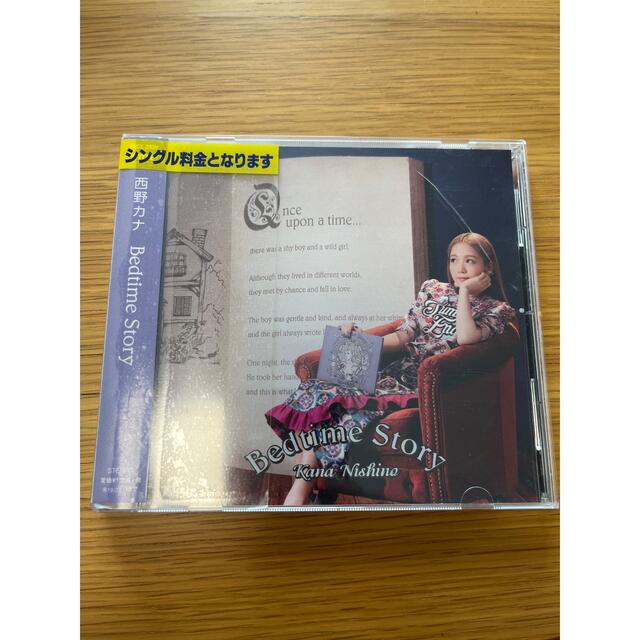 シングル料金となります
西野カナ Bedtime Story
定価
Once
upon a time...
there was a shy boy and a wild girl.
Although they lived in different worlds,
they met by chance and fell in love.
The boy was gentle and kind, and always at her
and the girl always wrote
One night, the
He took her hand
and this is what
Bedtime Story
Kana Nishino